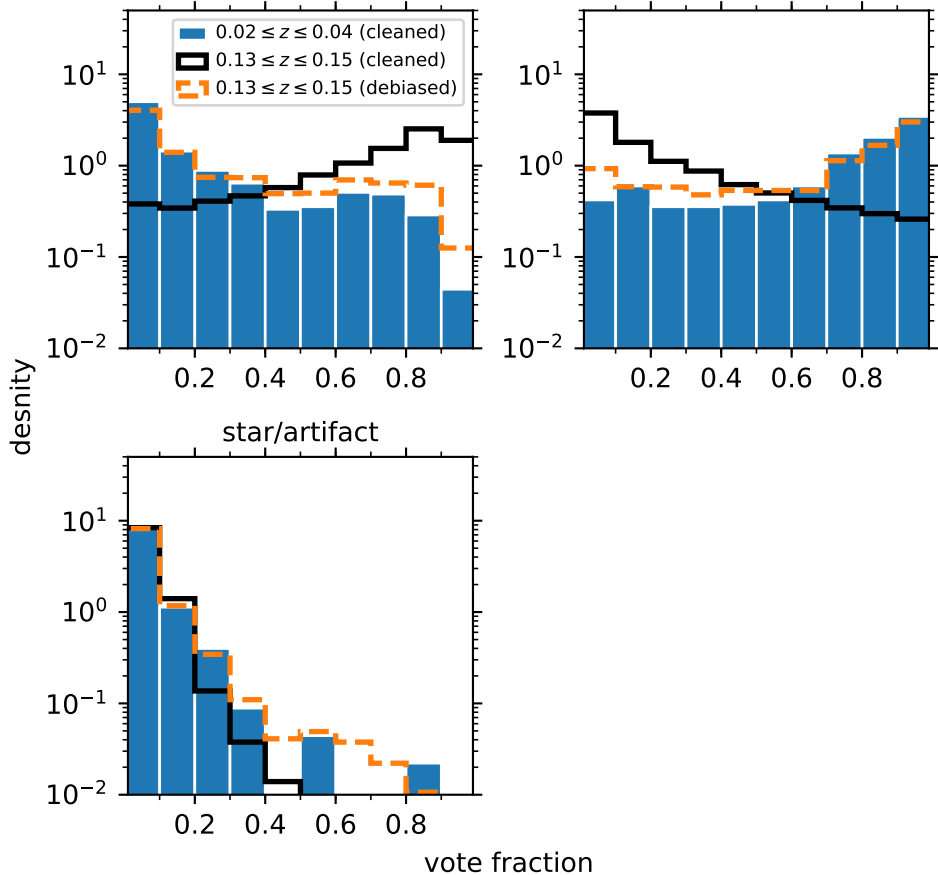 0.02 ≤ z ≤ 0.04 (cleaned)
0.13 ≤ z ≤ 0.15 (cleaned)
0.13 ≤ z ≤ 0.15 (debiased)
10¹
10⁰
10⁻¹
10⁻²
0.2 0.4 0.6 0.8
10¹
10⁰
10⁻¹
10⁻²
0.2 0.4 0.6 0.8
desnity
star/artifact
10¹
10⁰
10⁻¹
10⁻²
0.2 0.4 0.6 0.8
vote fraction